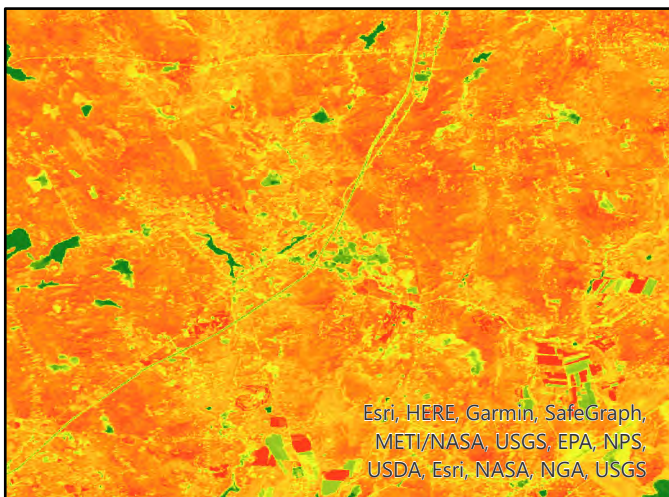 Esri, HERE, Garmin, SafeGraph,
METI/NASA, USGS, EPA, NPS,
USDA, Esri, NASA, NGA, USGS